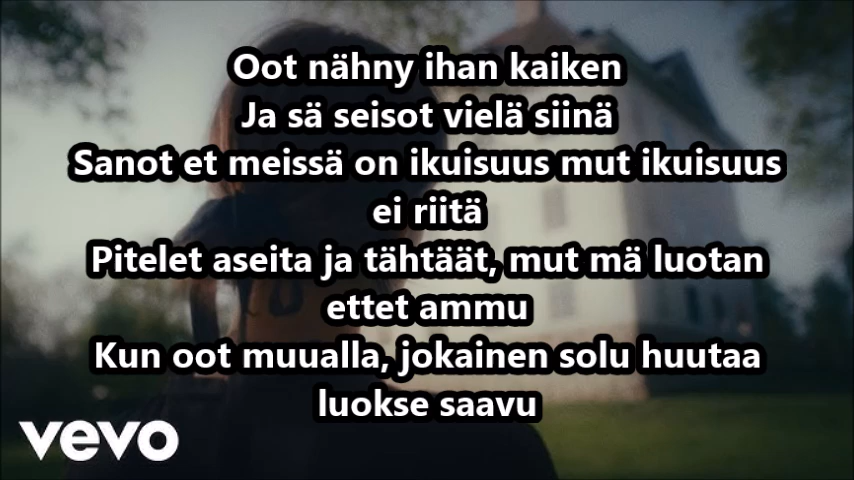 Oot nähny ihan kaiken
Ja sä seisot vielä siinä
Sanot et meissä on ikuisuus mut ikuisuus
ei riitä
Pitelet aseita ja tähtäät, mut mä luotan
ettet ammu
Kun oot muualla, jokainen solu huutaa
luokse saavu
vevo